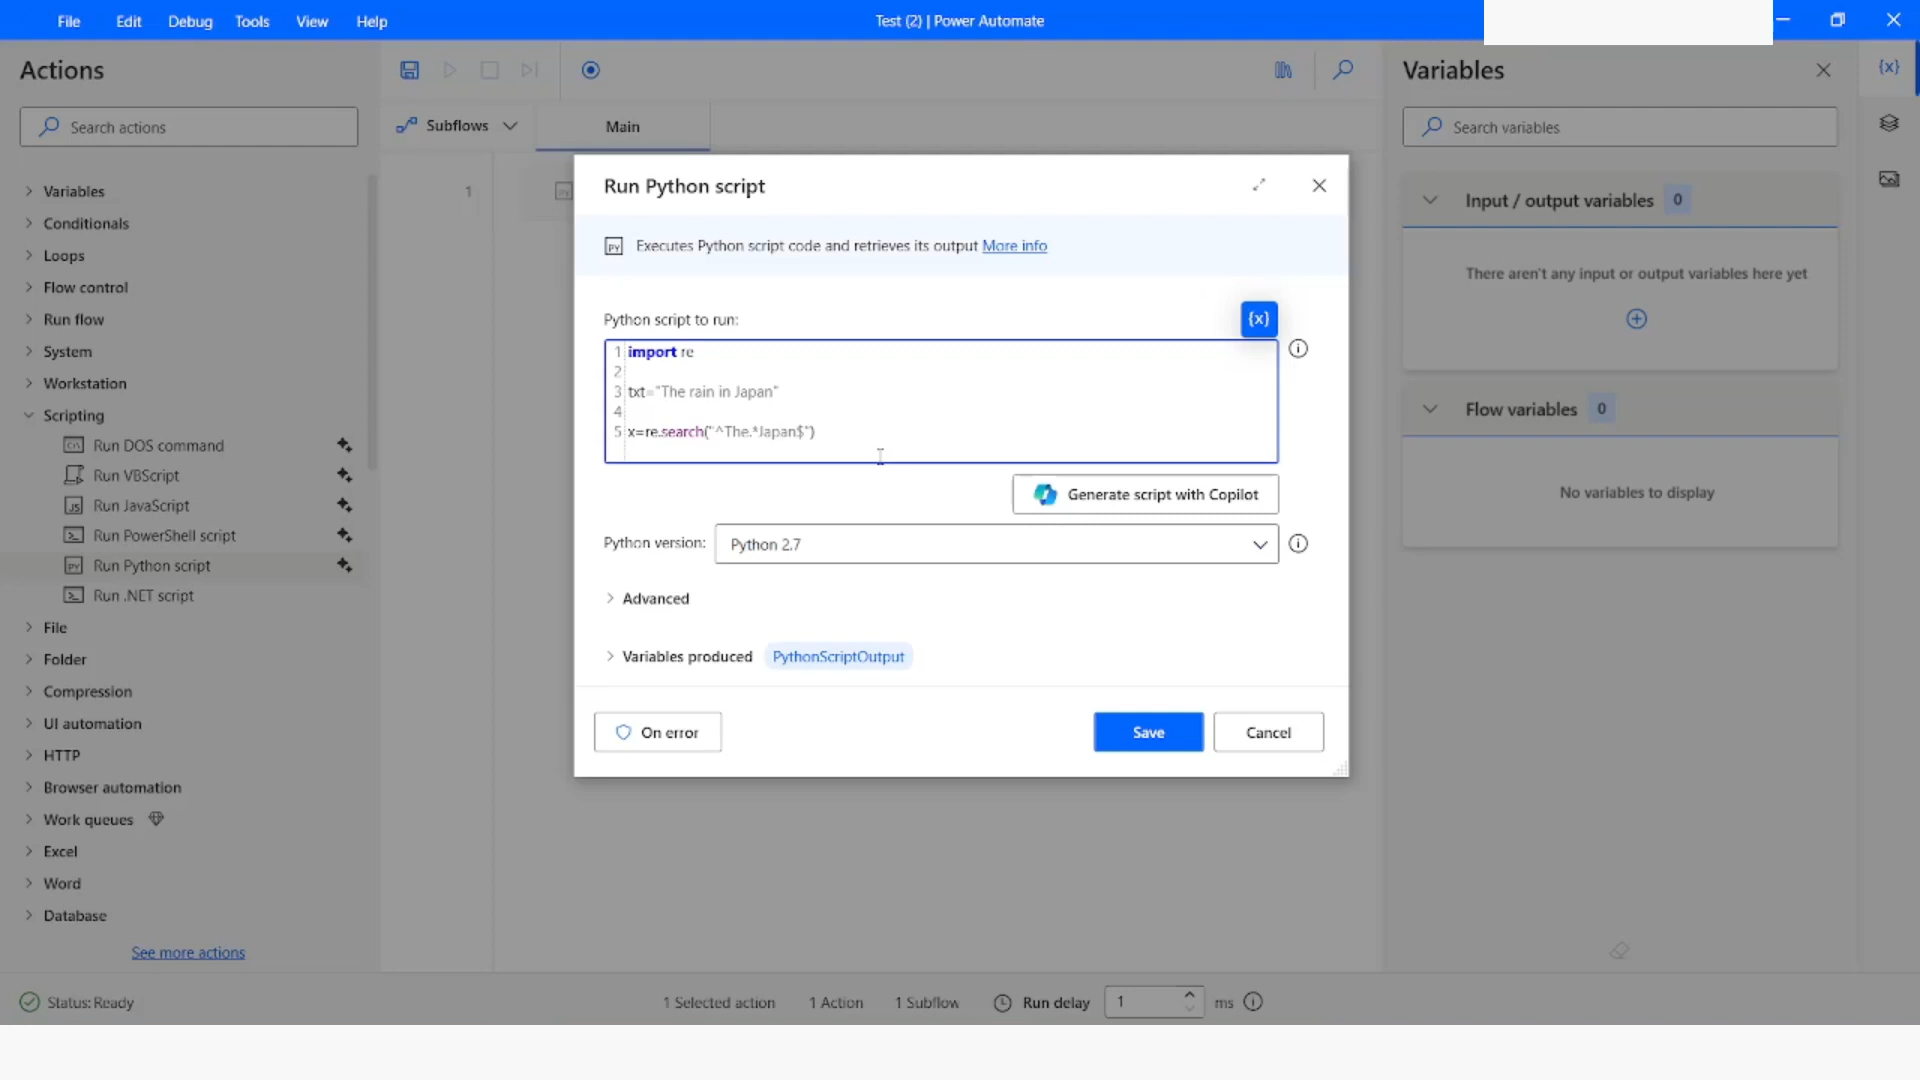 File Edit Debug Tools View Help
Test (2) | Power Automate
Actions
Search actions
Variables
Conditionals
Loops
Flow control
Run flow
System
Workstation
Scripting
Run DOS command
Run VBScript
Run JavaScript
Run PowerShell script
Run Python script
Run .NET script
File
Folder
Compression
UI automation
HTTP
Browser automation
Work queues
Excel
Word
Database
See more actions
Subflows
Main
1
Run Python script
PY Executes Python script code and retrieves its output More info
Python script to run:
{x}
1 import re
2
3 txt="The rain in Japan"
4
5 x=re.search("^The.*Japan$")
Generate script with Copilot
Python version: Python 2.7
Advanced
Variables produced PythonScriptOutput
On error
Save
Cancel
Variables
{x}
Search variables
Input / output variables 0
There aren't any input or output variables here yet
Flow variables 0
No variables to display
Status: Ready
1 Selected action
1 Action
1 Subflow
Run delay 1 ms